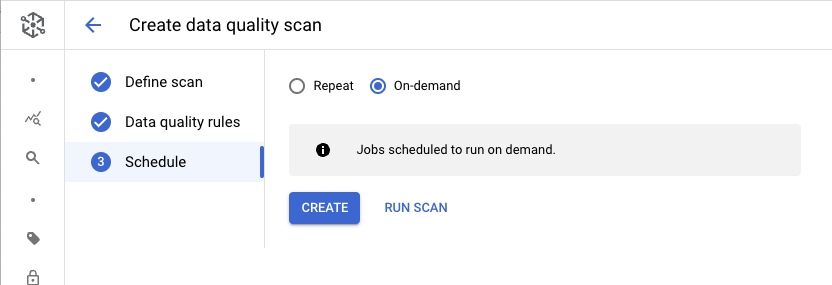 Create data quality scan
Define scan
Data quality rules
3 Schedule
Repeat On-demand
Jobs scheduled to run on demand.
CREATE RUN SCAN